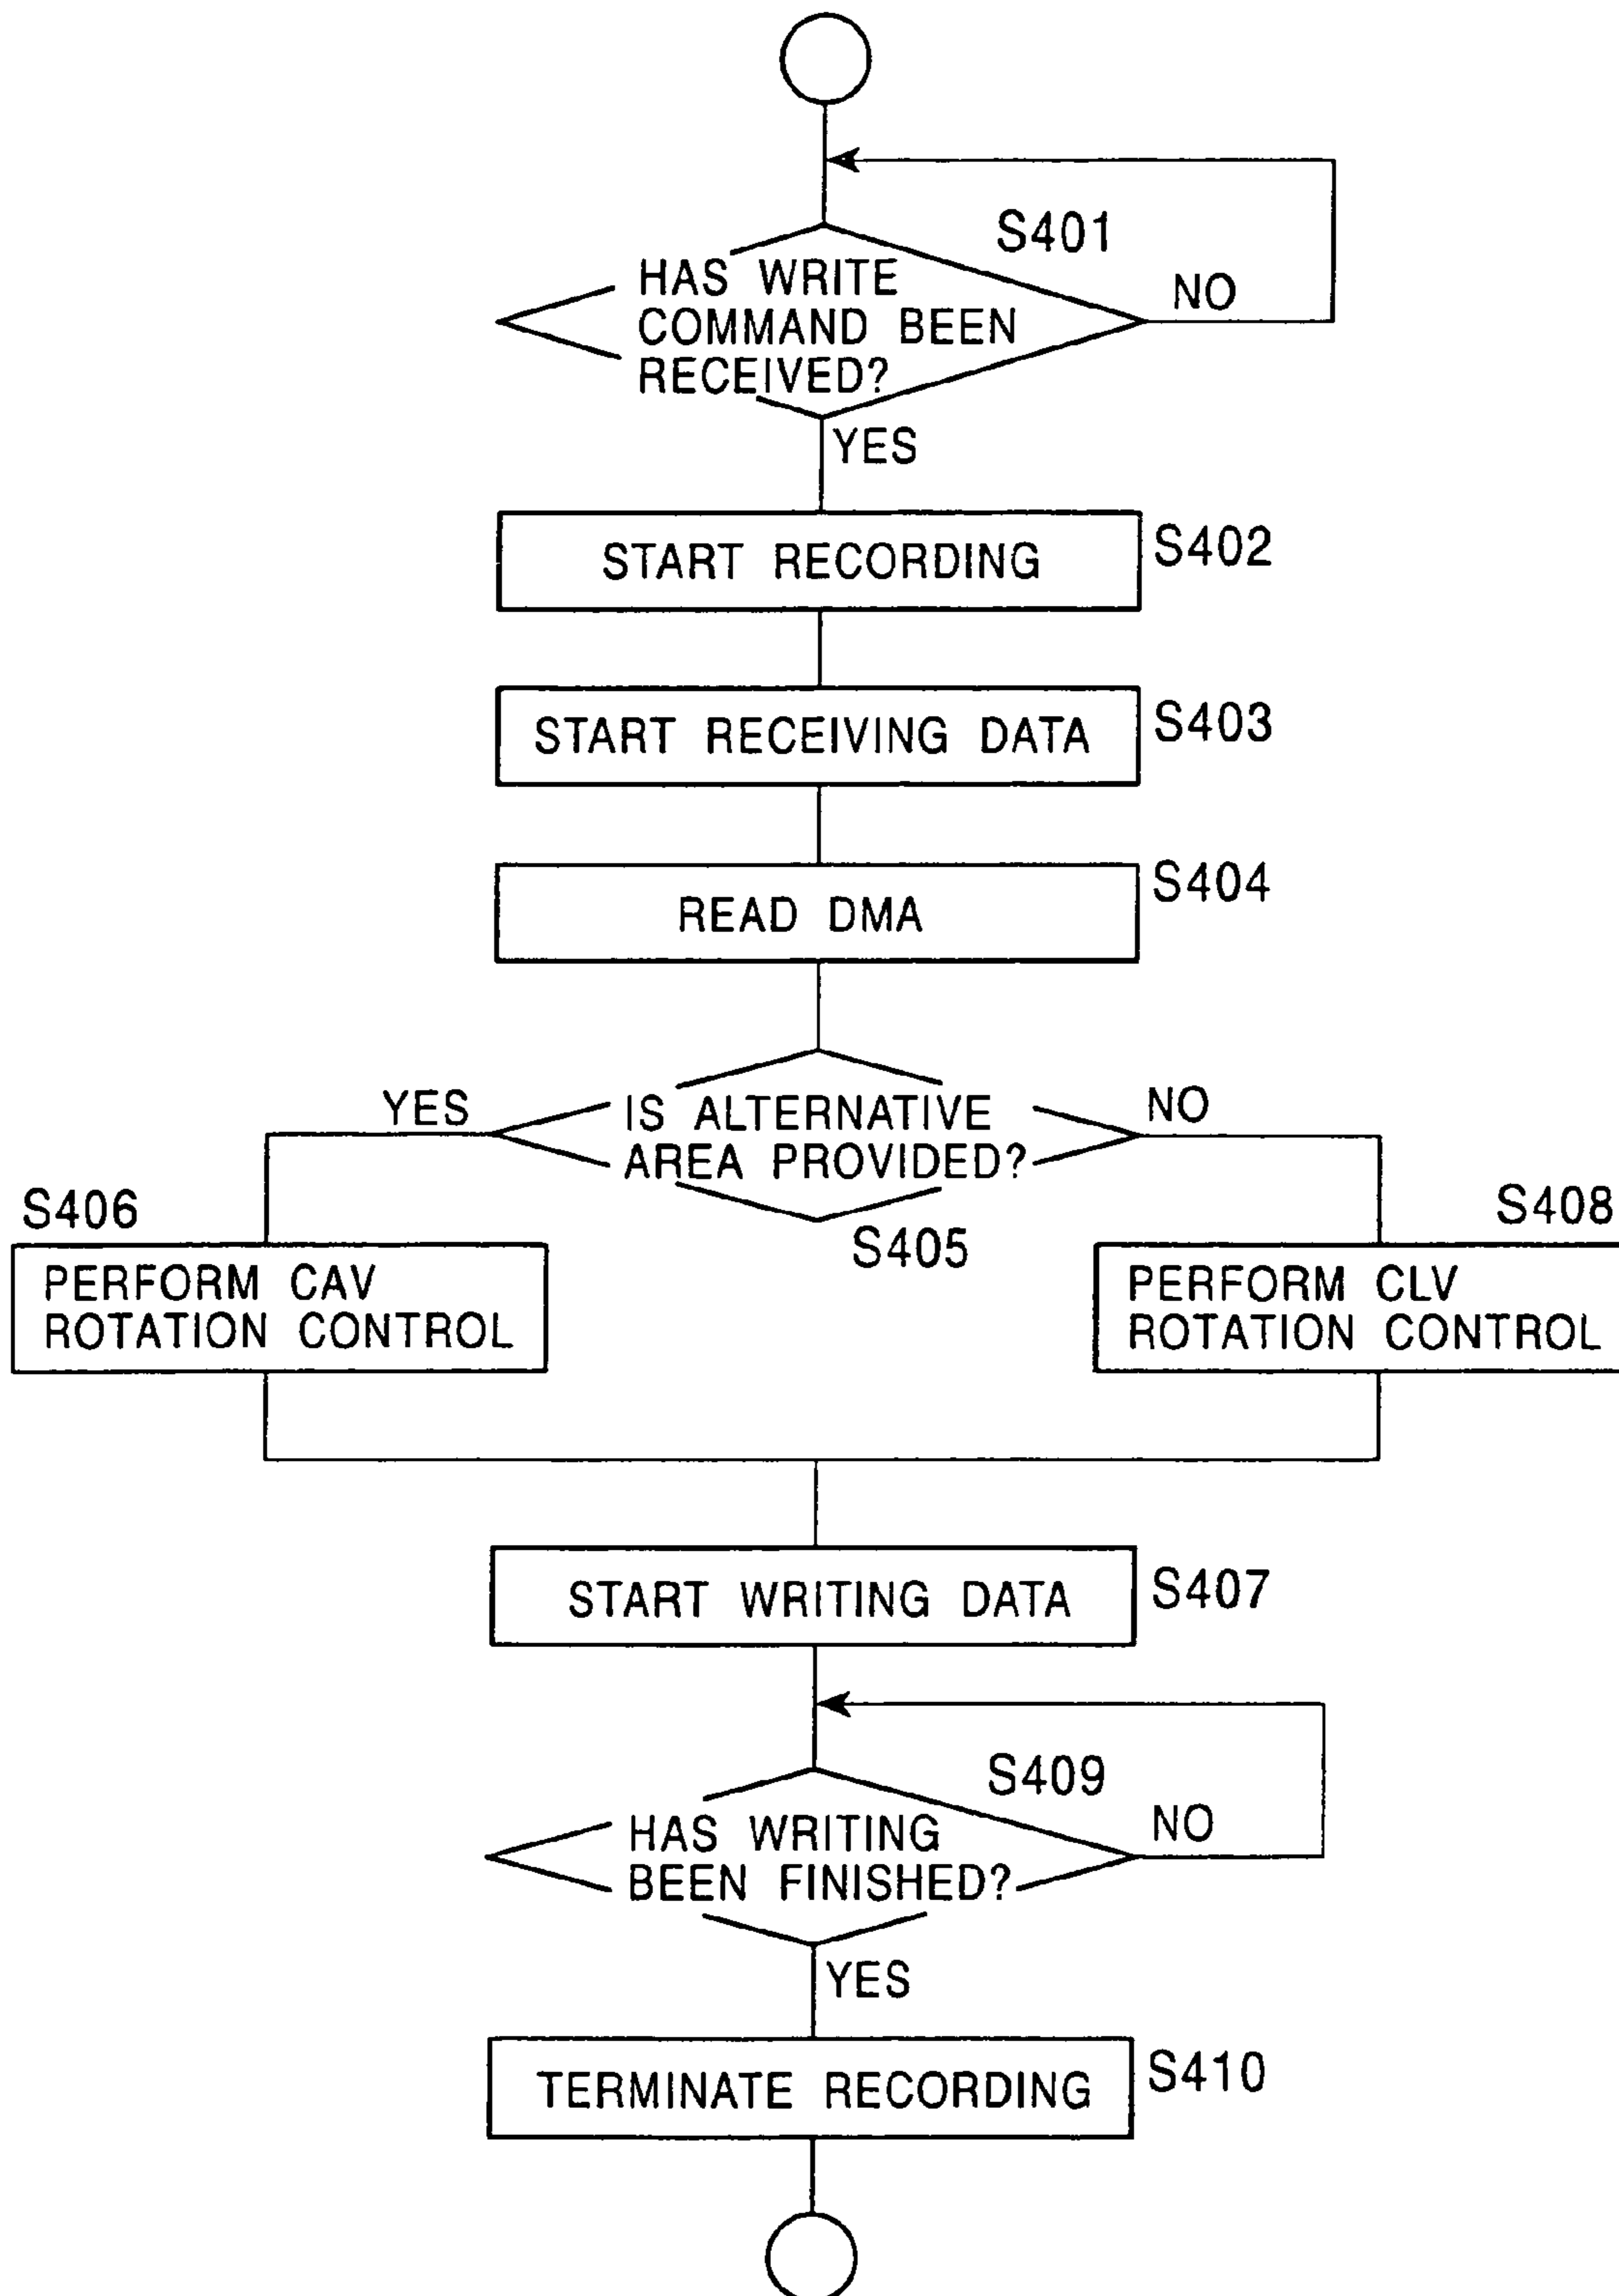 S401
HAS WRITE
COMMAND BEEN
RECEIVED?
NO
YES
START RECORDING
S402
START RECEIVING DATA
S403
READ DMA
S404
YES
IS ALTERNATIVE
AREA PROVIDED?
NO
S405
S406
PERFORM CAV
ROTATION CONTROL
S408
PERFORM CLV
ROTATION CONTROL
START WRITING DATA
S407
S409
HAS WRITING
BEEN FINISHED?
NO
YES
TERMINATE RECORDING
S410